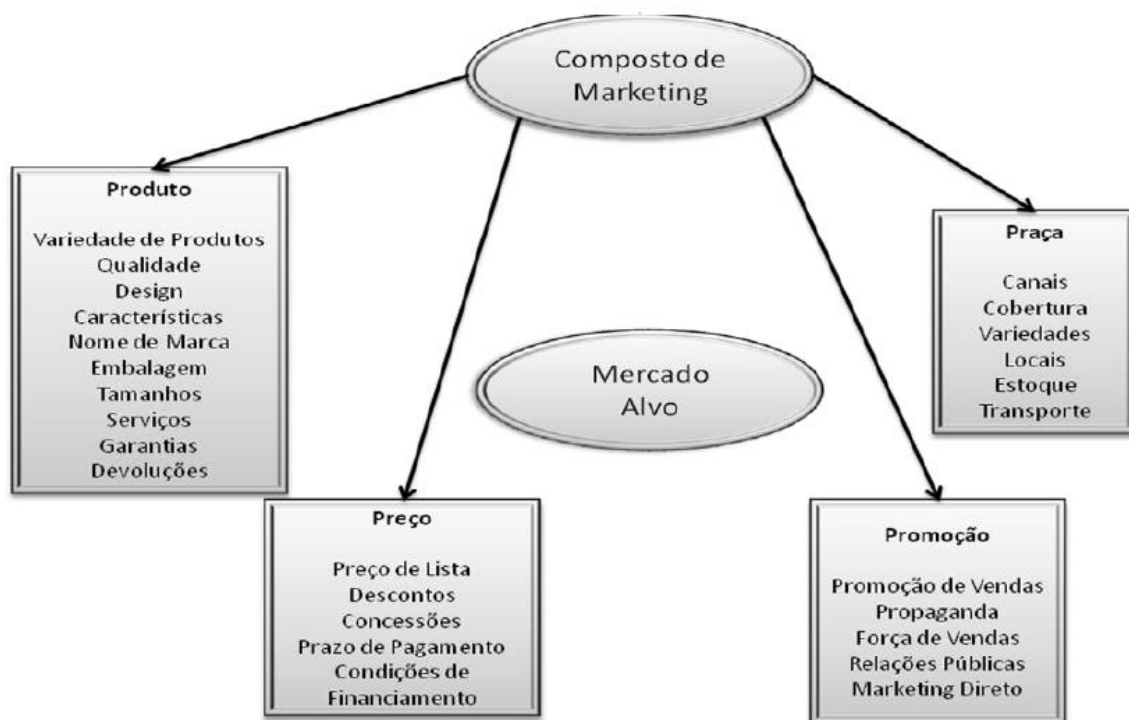 Composto de
Marketing
Produto
Variedade de Produtos
Qualidade
Design
Características
Nome de Marca
Embalagem
Tamanhos
Serviços
Garantias
Devoluções
Praça
Canais
Cobertura
Variedades
Locais
Estoque
Transporte
Mercado
Alvo
Preço
Preço de Lista
Descontos
Concessões
Prazo de Pagamento
Condições de
Financiamento
Promoção
Promoção de Vendas
Propaganda
Força de Vendas
Relações Públicas
Marketing Direto